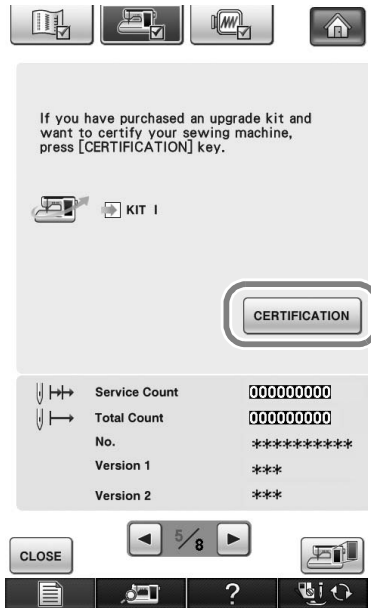 If you have purchased an upgrade kit and
want to certify your sewing machine,
press [CERTIFICATION] key.
KIT I
CERTIFICATION
Service Count 000000000
Total Count 000000000
No. **********
Version 1 ***
Version 2 ***
5/8
CLOSE
?